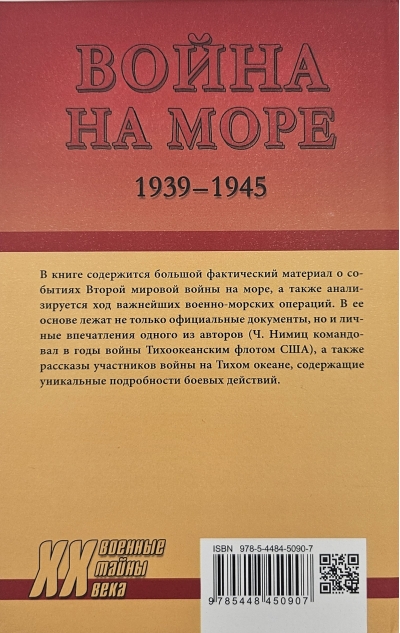 ВОЙНА
НА МОРЕ
1939–1945
В книге содержится большой фактический материал о со-
бытиях Второй мировой войны на море, а также анали-
зируется ход важнейших военно-морских операций. В ее
основе лежат не только официальные документы, но и лич-
ные впечатления одного из авторов (Ч. Нимиц командо-
вал в годы войны Тихоокеанским флотом США), а также
рассказы участников войны на Тихом океане, содержащие
уникальные подробности боевых действий.
XX военные
тайны
века
ISBN 978-5-4484-5090-7
9 785448 450907